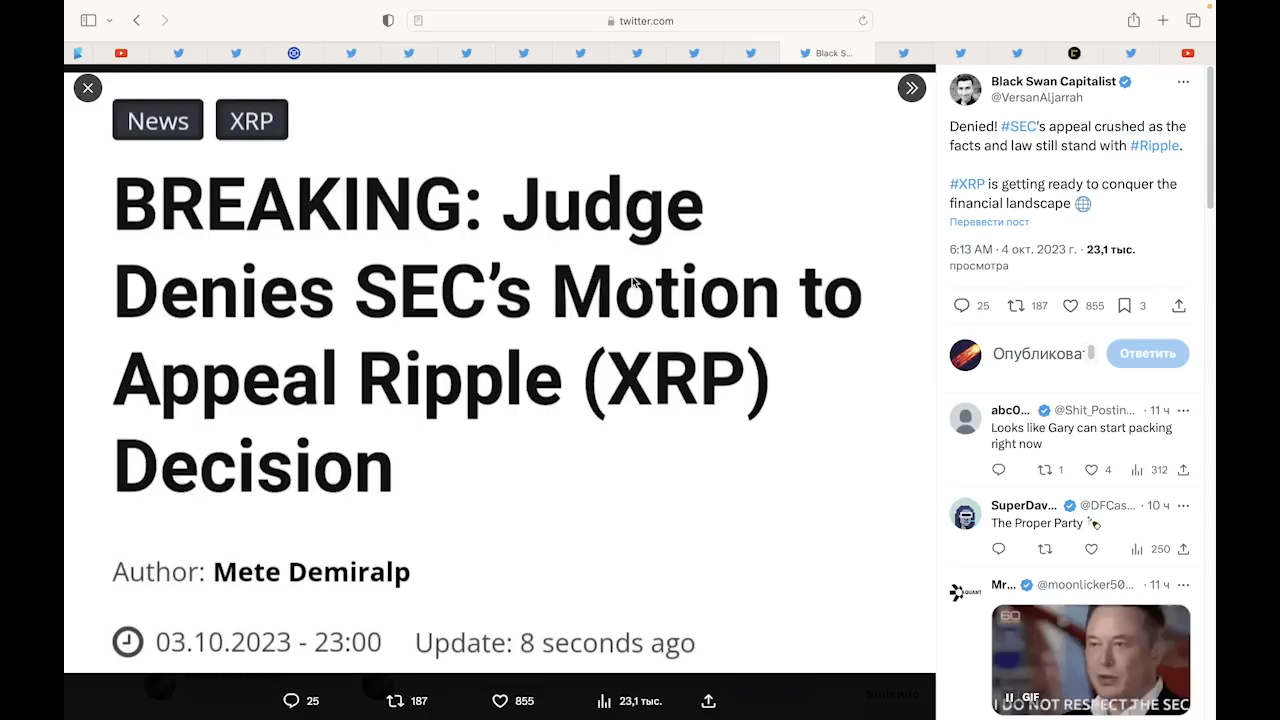 twitter.com
Black S...
News
XRP
BREAKING: Judge
Denies SEC’s Motion to
Appeal Ripple (XRP)
Decision
Author: Mete Demiralp
03.10.2023 - 23:00
Update: 8 seconds ago
25
187
855
23,1 тыс.
Black Swan Capitalist
@VersanAljarrah
Denied! #SEC's appeal crushed as the
facts and law still stand with #Ripple.
#XRP is getting ready to conquer the
financial landscape
Перевести пост
6:13 AM · 4 окт. 2023 г. · 23,1 тыс.
просмотра
25
187
855
3
Опубликоват
Ответить
abc0... @Shit_Postin... · 11 ч
Looks like Gary can start packing
right now
1
4
312
SuperDav... @DFCas... · 10 ч
The Proper Party
250
Mr... @moonlicker50... · 11 ч
QUANT
60
GIF
I DO NOT RESPECT THE SEC